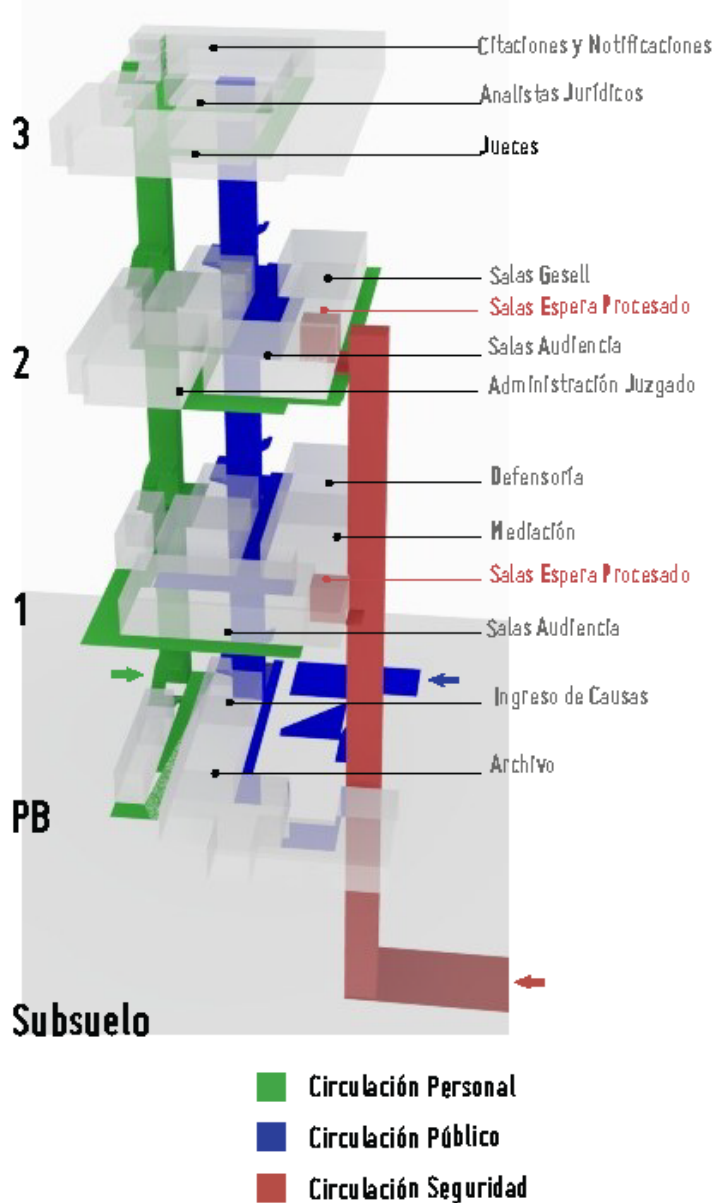 Citaciones y Notificaciones
Analistas Jurídicos
3
Jueces
Salas Gesell
Salas Espera Procesado
2
Salas Audiencia
Administración Juzgado
Defensoría
Mediación
Salas Espera Procesado
1
Salas Audiencia
Ingreso de Causas
Archivo
PB
Subsuelo
Circulación Personal
Circulación Público
Circulación Seguridad